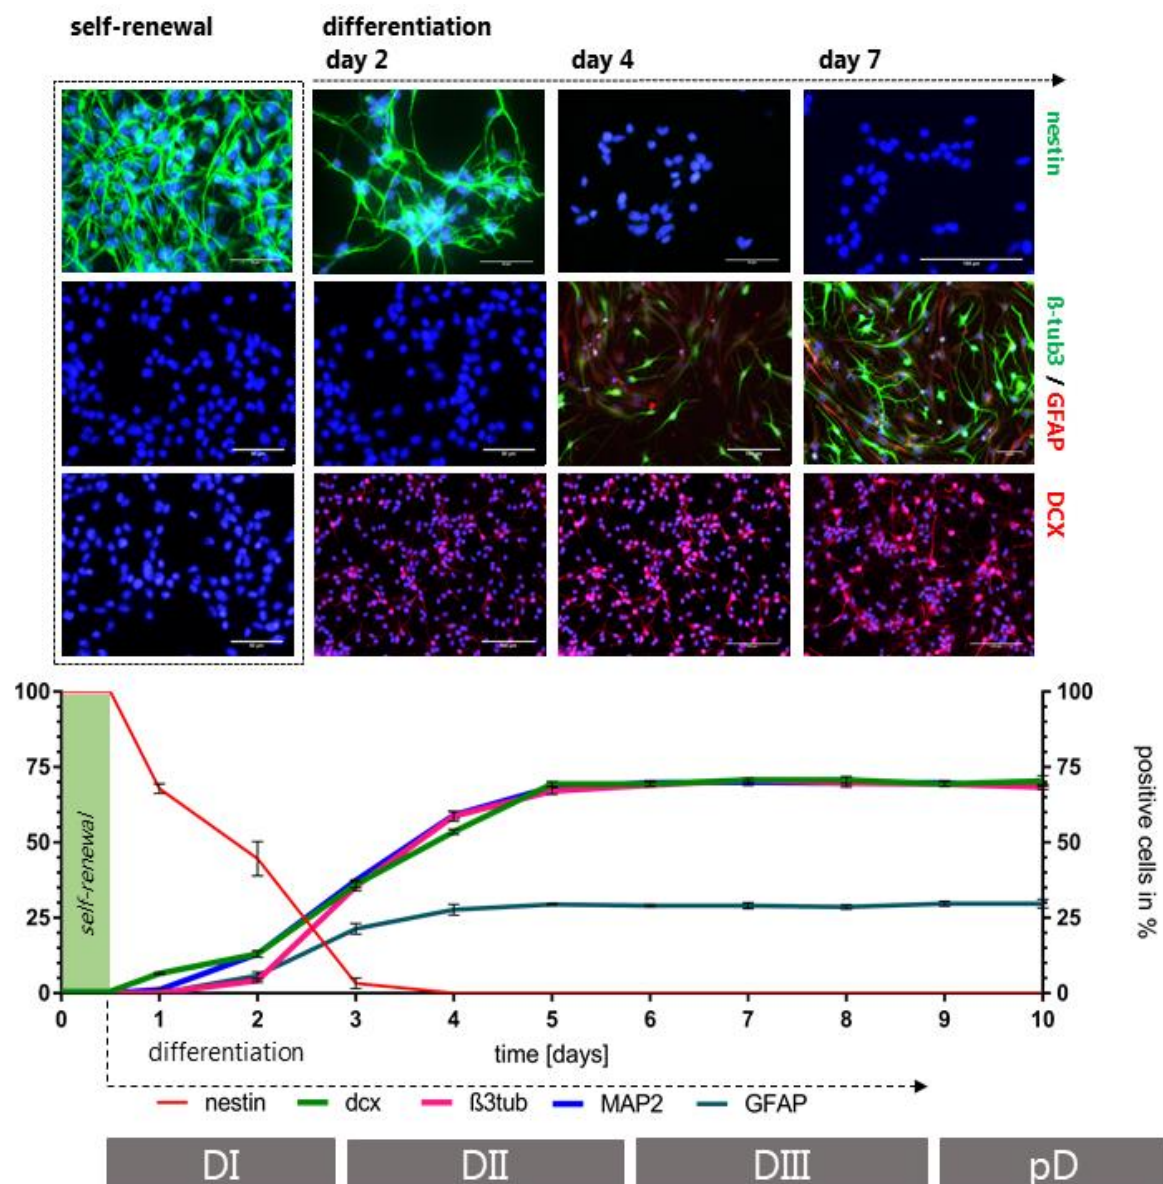 self-renewal
differentiation
day 2
day 4
day 7
nestin
ß-tub3 / GFAP
DCX
100
75
50
25
0
self-renewal
100
75
50
25
0
positive cells in %
0 1 2 3 4 5 6 7 8 9 10
differentiation
time [days]
nestin dcx ß3tub MAP2 GFAP
DI DII DIII pD